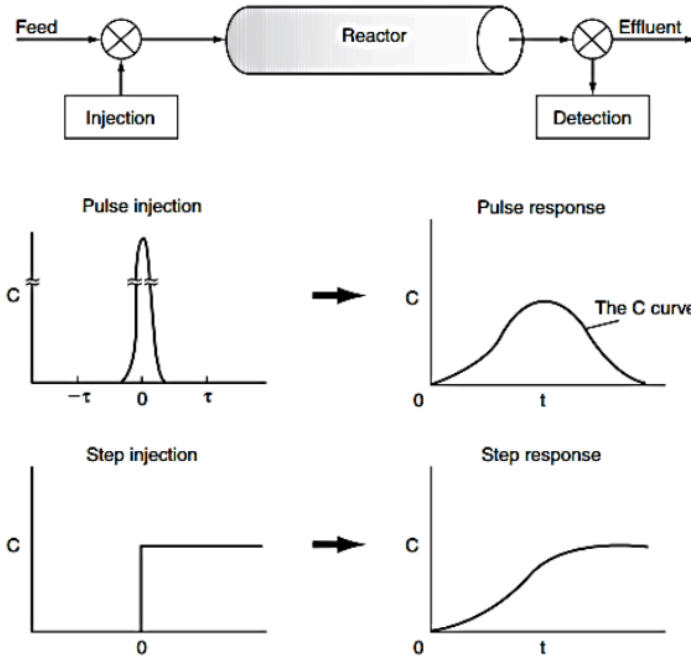 Feed
Reactor
Effluent
Injection
Detection
Pulse injection
Pulse response
C
C
The C curve
−τ 0 τ
0 t
Step injection
Step response
C
C
0
0 t